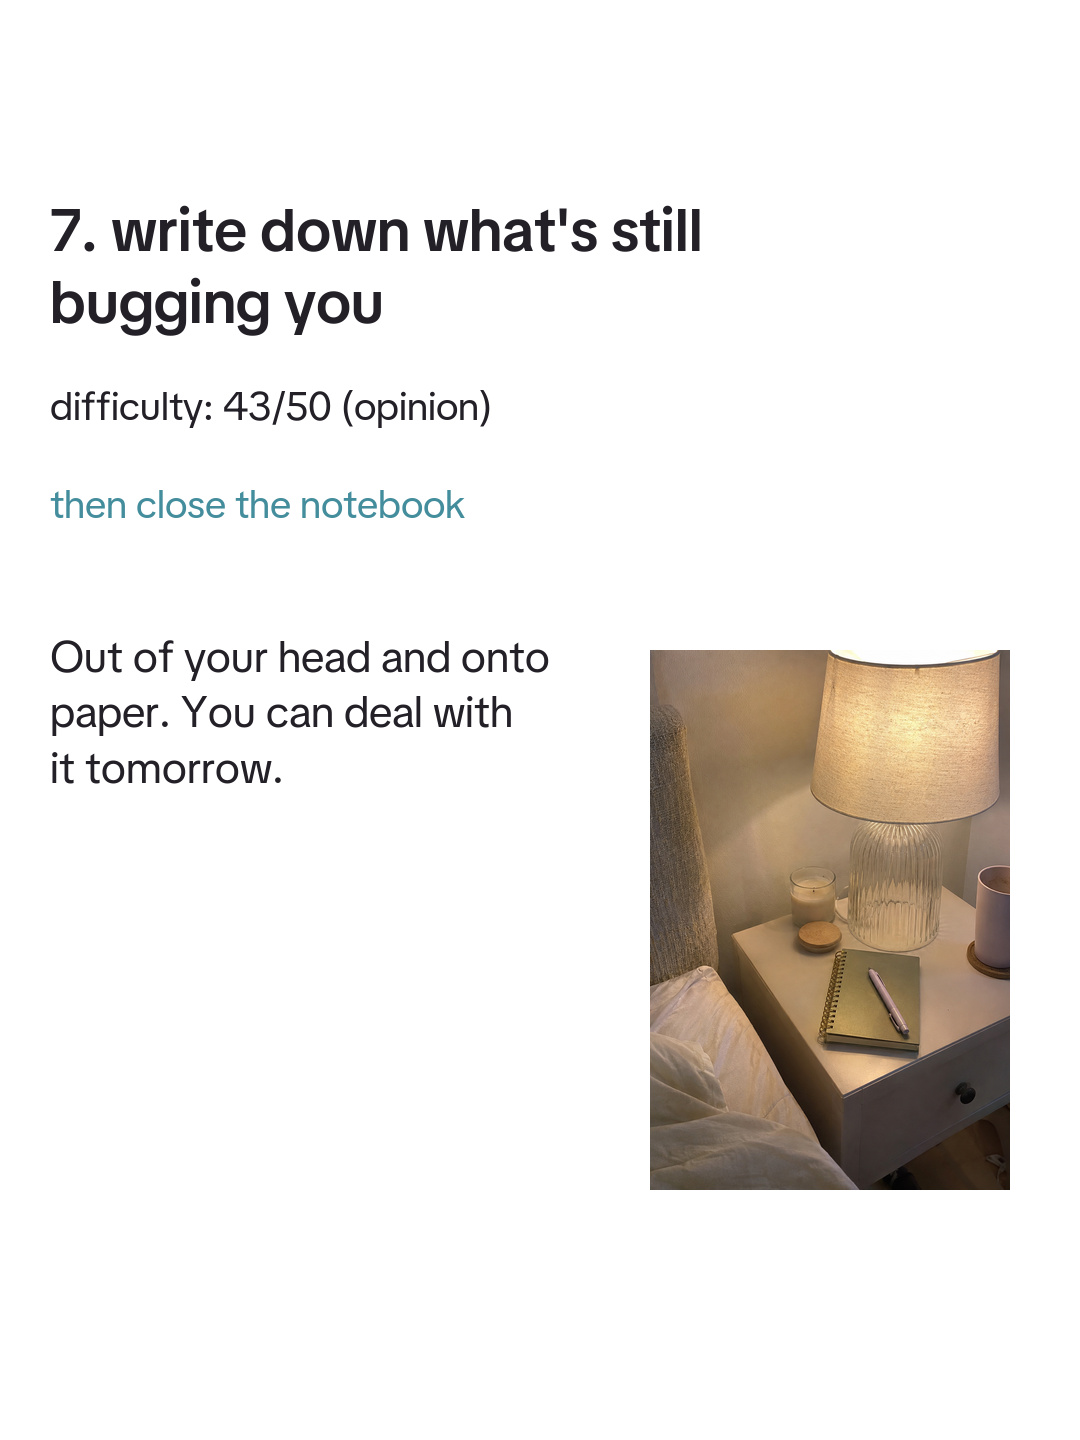 7. write down what's still
bugging you
difficulty: 43/50 (opinion)
then close the notebook
Out of your head and onto
paper. You can deal with
it tomorrow.